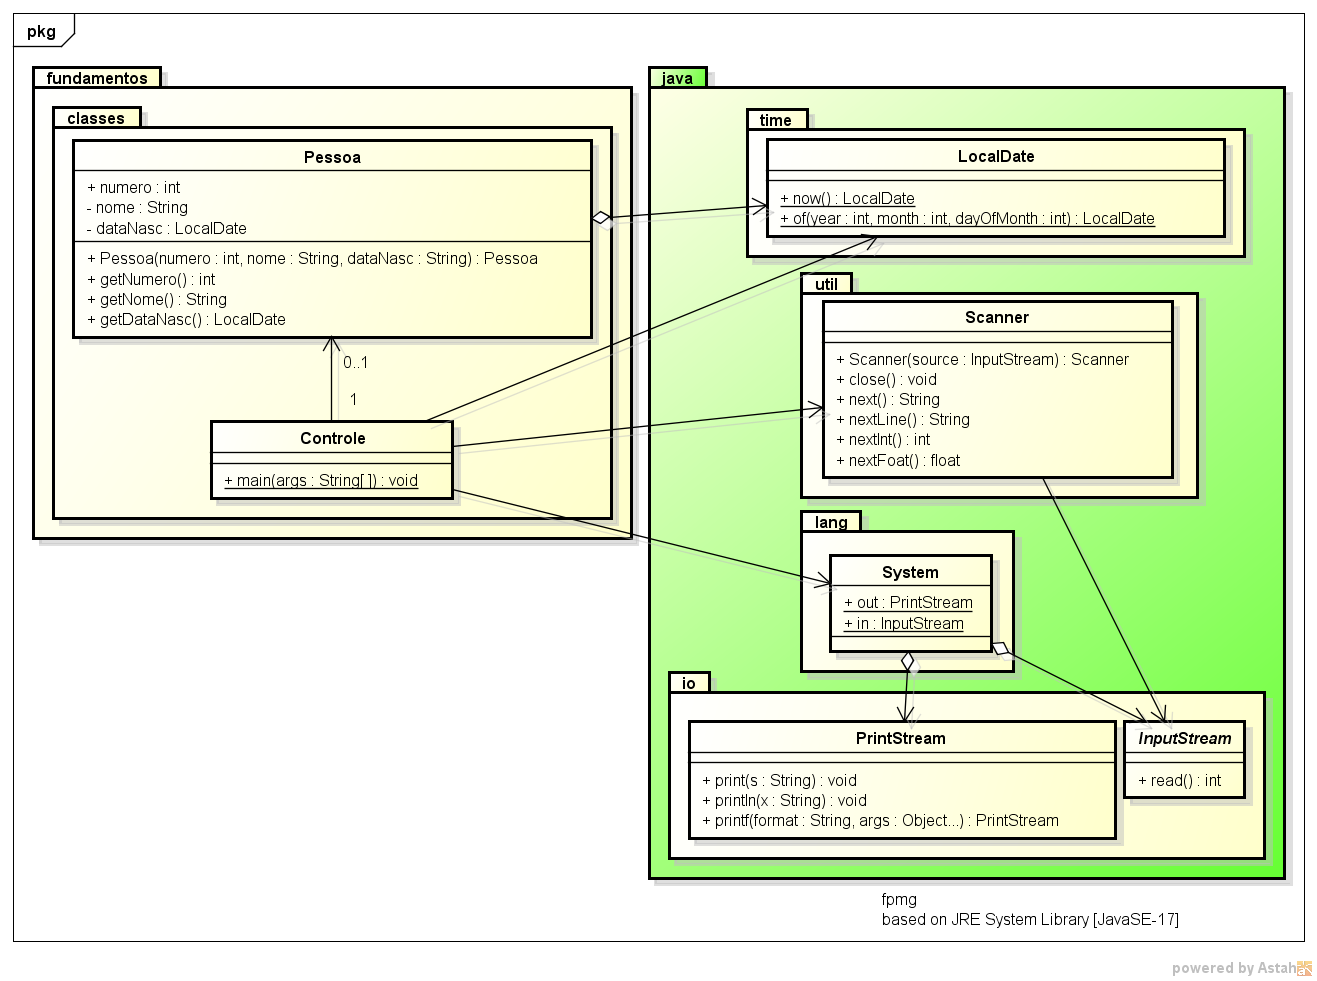 pkg
fundamentos
classes
Pessoa
+ numero : int
- nome : String
- dataNasc : LocalDate
+ Pessoa(numero : int, nome : String, dataNasc : String) : Pessoa
+ getNumero() : int
+ getNome() : String
+ getDataNasc() : LocalDate
0..1
1
Controle
+ main(args : String[ ]) : void
java
time
LocalDate
+ now() : LocalDate
+ of(year : int, month : int, dayOfMonth : int) : LocalDate
util
Scanner
+ Scanner(source : InputStream) : Scanner
+ close() : void
+ next() : String
+ nextLine() : String
+ nextInt() : int
+ nextFoat() : float
lang
System
+ out : PrintStream
+ in : InputStream
io
PrintStream
+ print(s : String) : void
+ println(x : String) : void
+ printf(format : String, args : Object...) : PrintStream
InputStream
+ read() : int
fpmg
based on JRE System Library [JavaSE-17]
powered by Astah